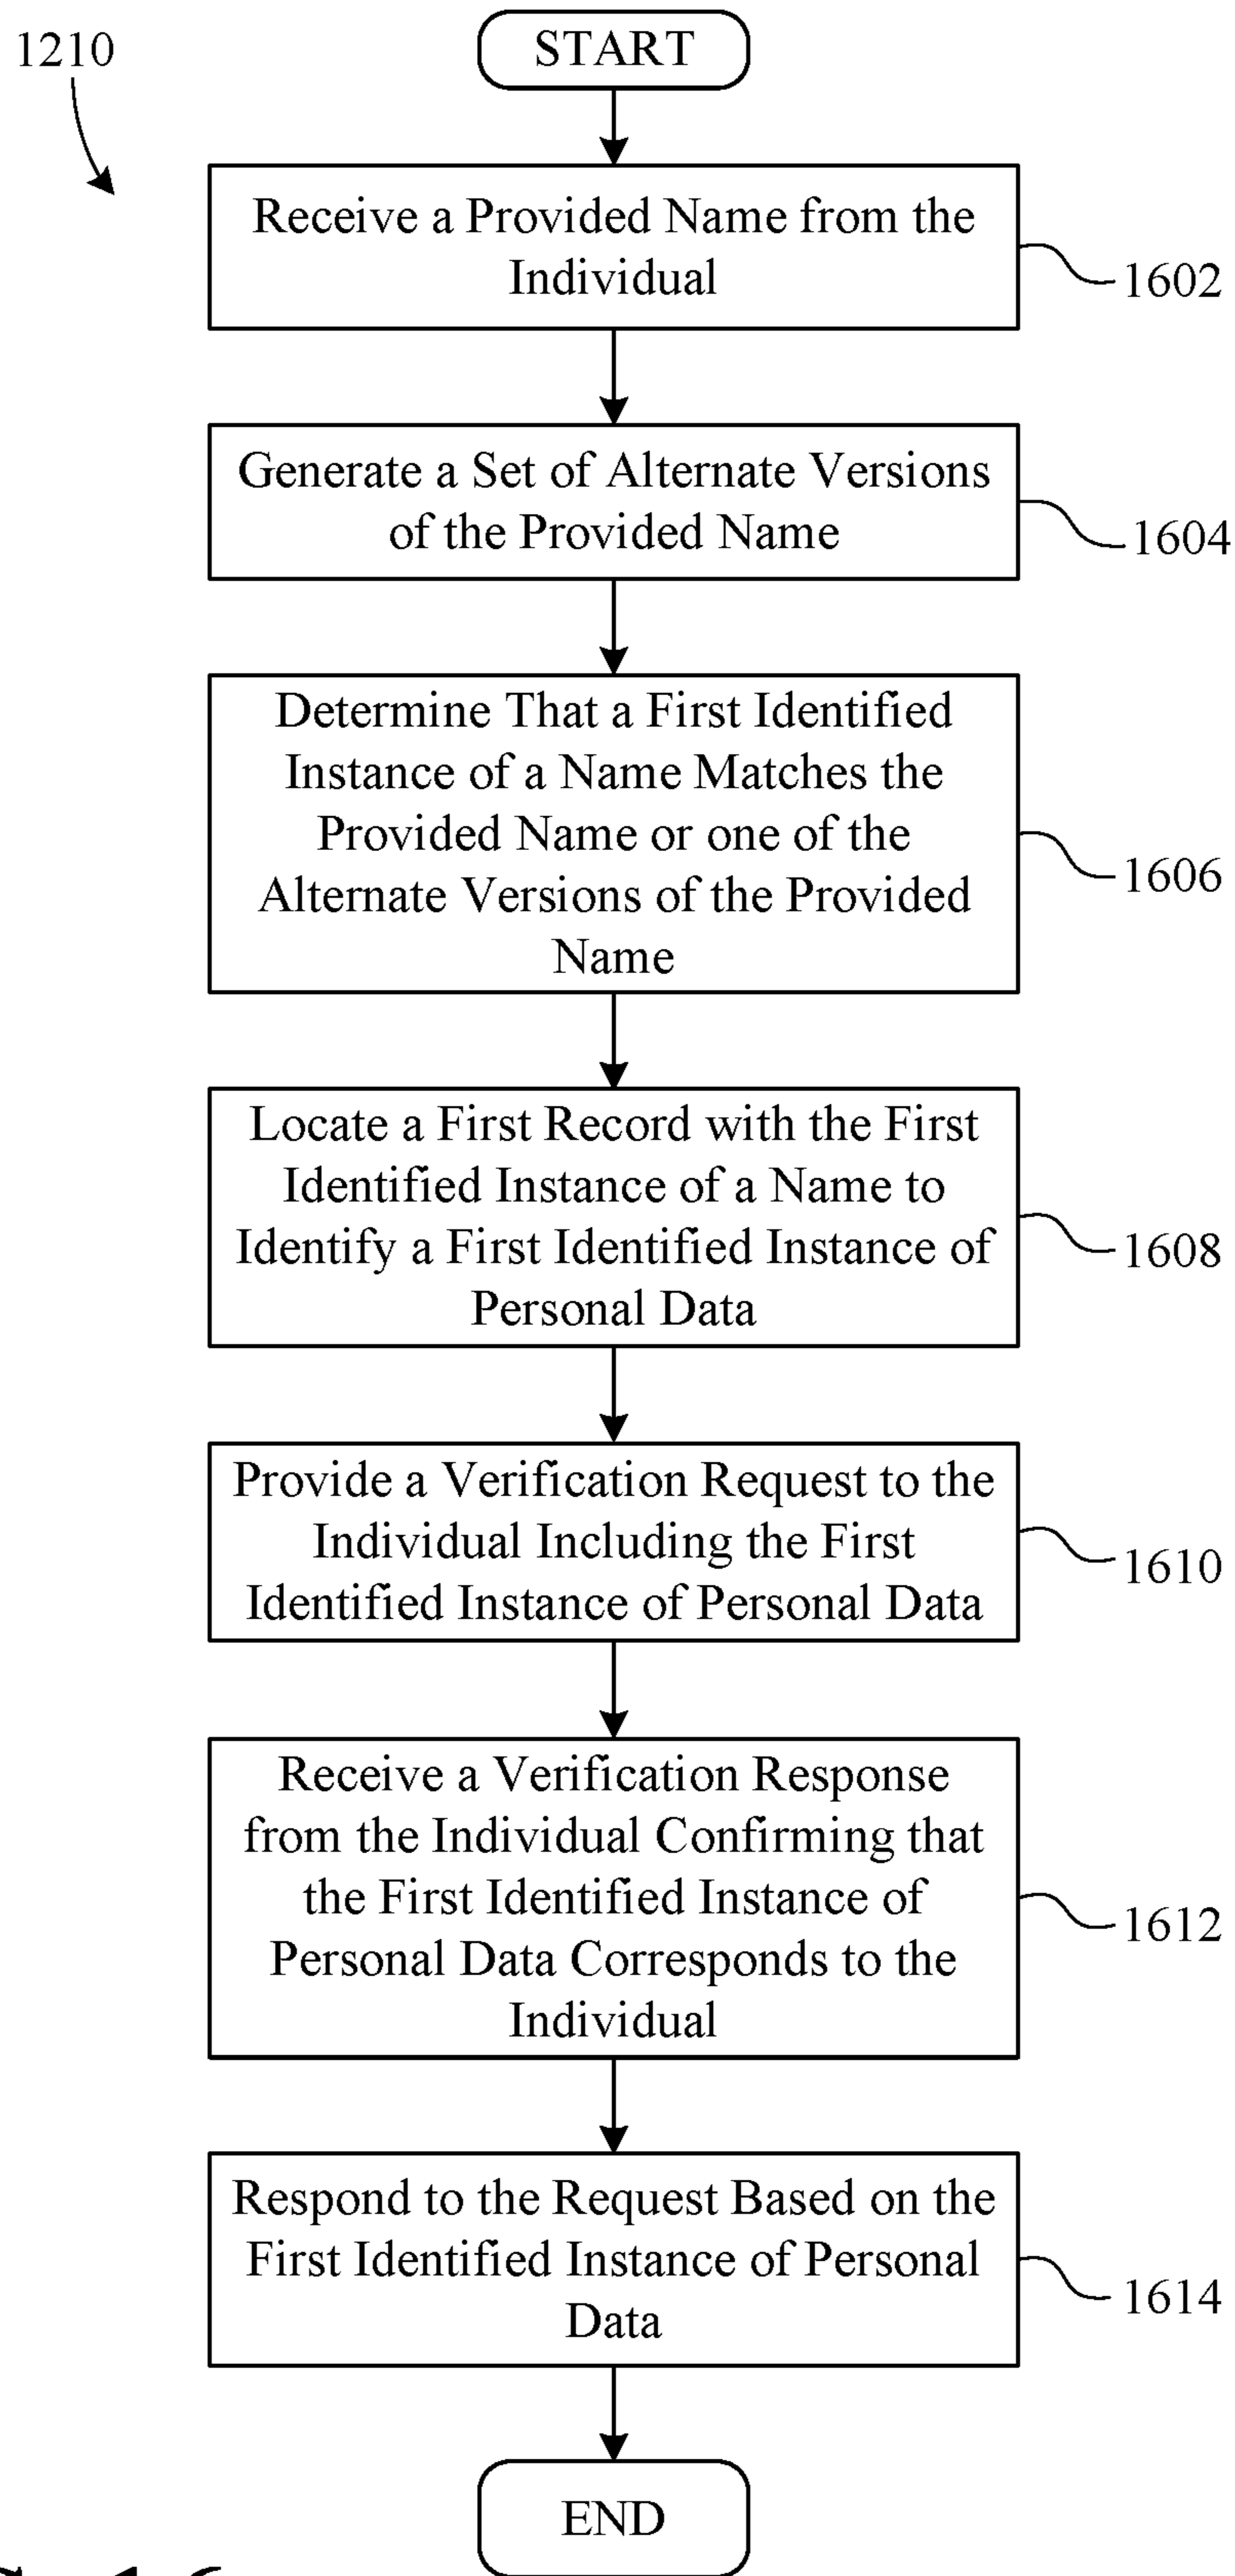 1210
START
Receive a Provided Name from the
Individual
1602
Generate a Set of Alternate Versions
of the Provided Name
1604
Determine That a First Identified
Instance of a Name Matches the
Provided Name or one of the
Alternate Versions of the Provided
Name
1606
Locate a First Record with the First
Identified Instance of a Name to
Identify a First Identified Instance of
Personal Data
1608
Provide a Verification Request to the
Individual Including the First
Identified Instance of Personal Data
1610
Receive a Verification Response
from the Individual Confirming that
the First Identified Instance of
Personal Data Corresponds to the
Individual
1612
Respond to the Request Based on the
First Identified Instance of Personal
Data
1614
END